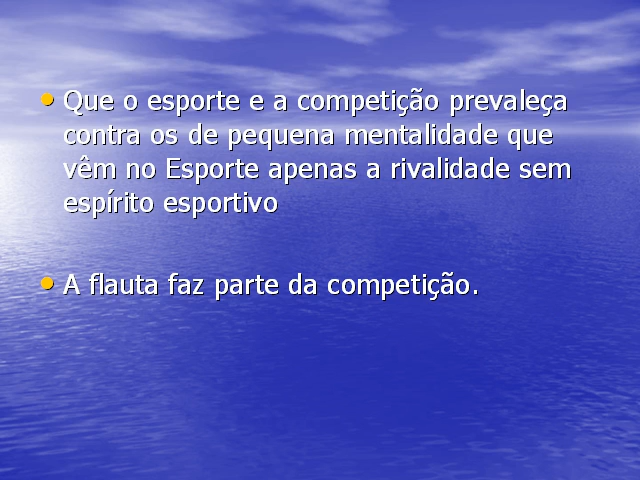 • Que o esporte e a competição prevaleça
contra os de pequena mentalidade que
vêm no Esporte apenas a rivalidade sem
espírito esportivo
• A flauta faz parte da competição.